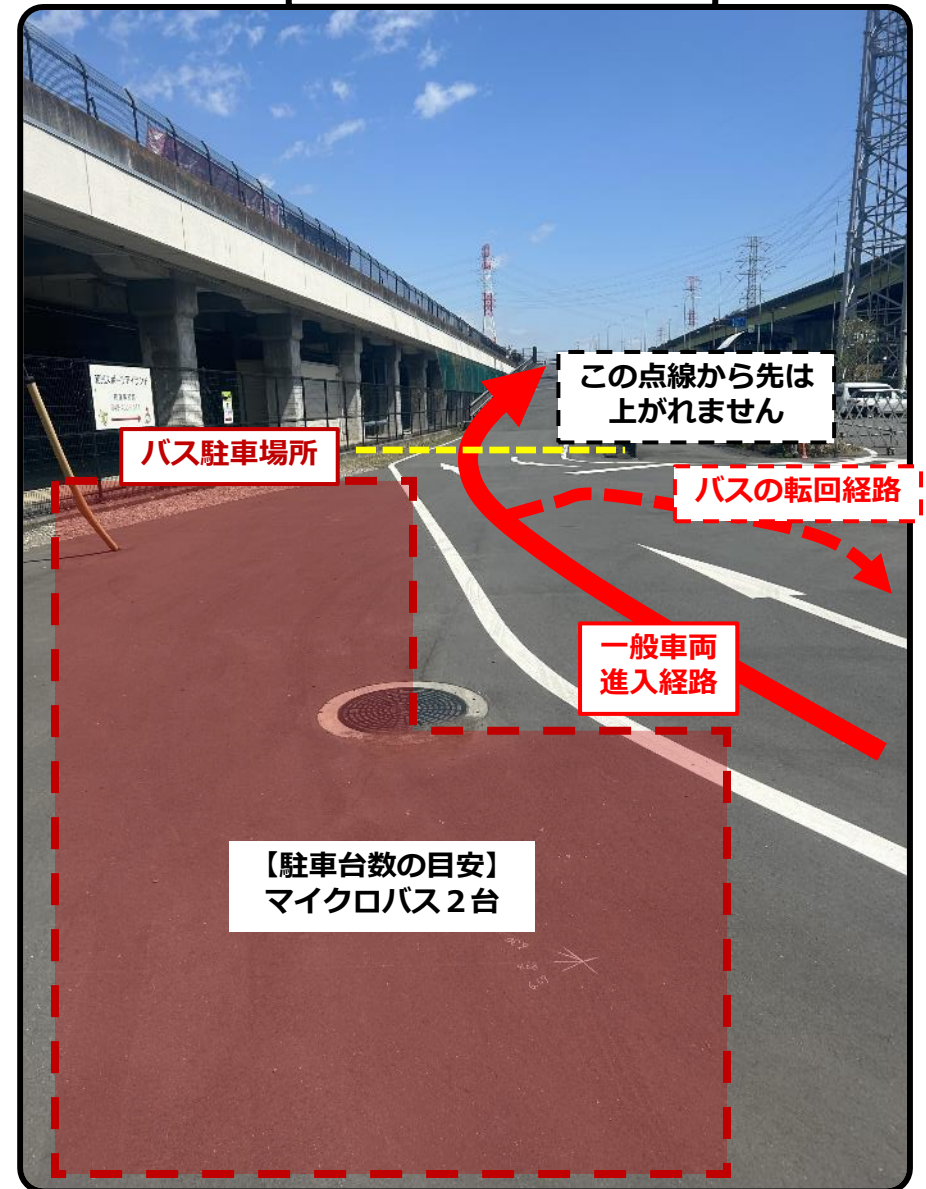 この点線から先は
上がれません
バス駐車場所
バスの転回経路
一般車両
進入経路
【駐車台数の目安】
マイクロバス２台